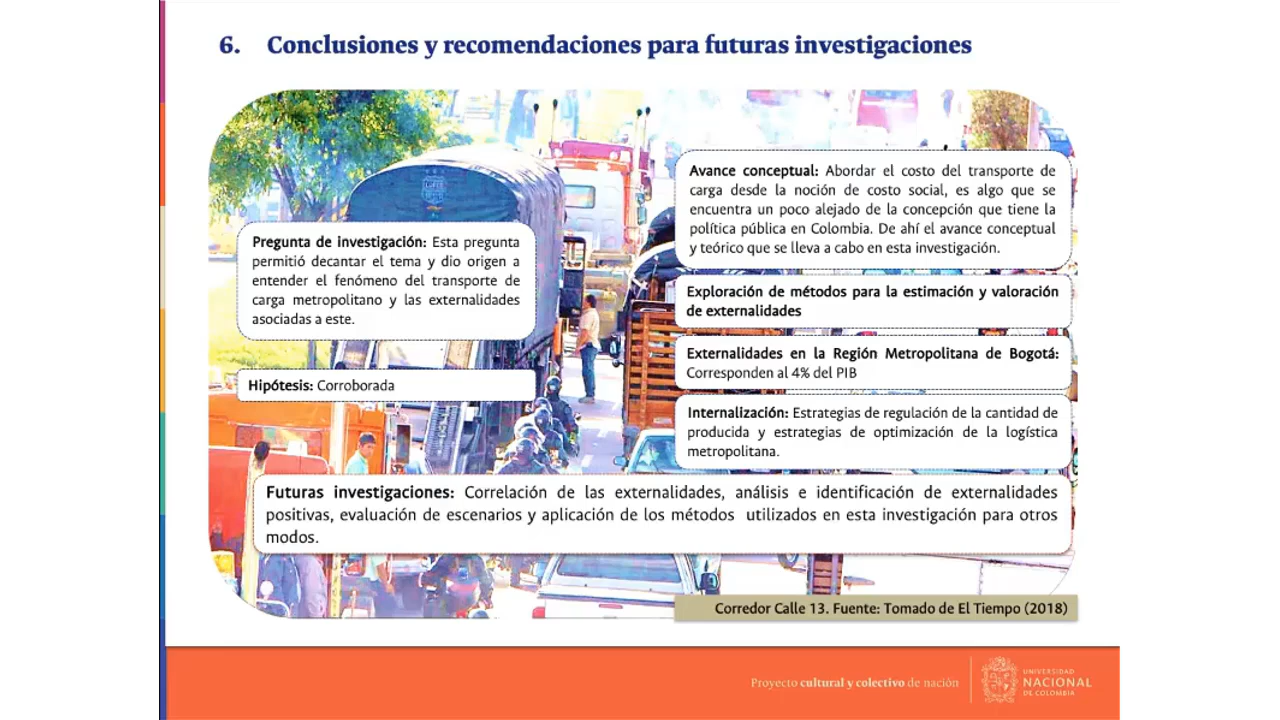 6. Conclusiones y recomendaciones para futuras investigaciones
Pregunta de investigación: Esta pregunta
permitió decantar el tema y dio origen a
entender el fenómeno del transporte de
carga metropolitano y las externalidades
asociadas a este.
Hipótesis: Corroborada
Avance conceptual: Abordar el costo del transporte de
carga desde la noción de costo social, es algo que se
encuentra un poco alejado de la concepción que tiene la
política pública en Colombia. De ahí el avance conceptual
y teórico que se lleva a cabo en esta investigación.
Exploración de métodos para la estimación y valoración
de externalidades
Externalidades en la Región Metropolitana de Bogotá:
Corresponden al 4% del PIB
Internalización: Estrategias de regulación de la cantidad de
producida y estrategias de optimización de la logística
metropolitana.
Futuras investigaciones: Correlación de las externalidades, análisis e identificación de externalidades
positivas, evaluación de escenarios y aplicación de los métodos utilizados en esta investigación para otros
modos.
Corredor Calle 13. Fuente: Tomado de El Tiempo (2018)
Proyecto cultural y colectivo de nación
UNIVERSIDAD
NACIONAL
DE COLOMBIA